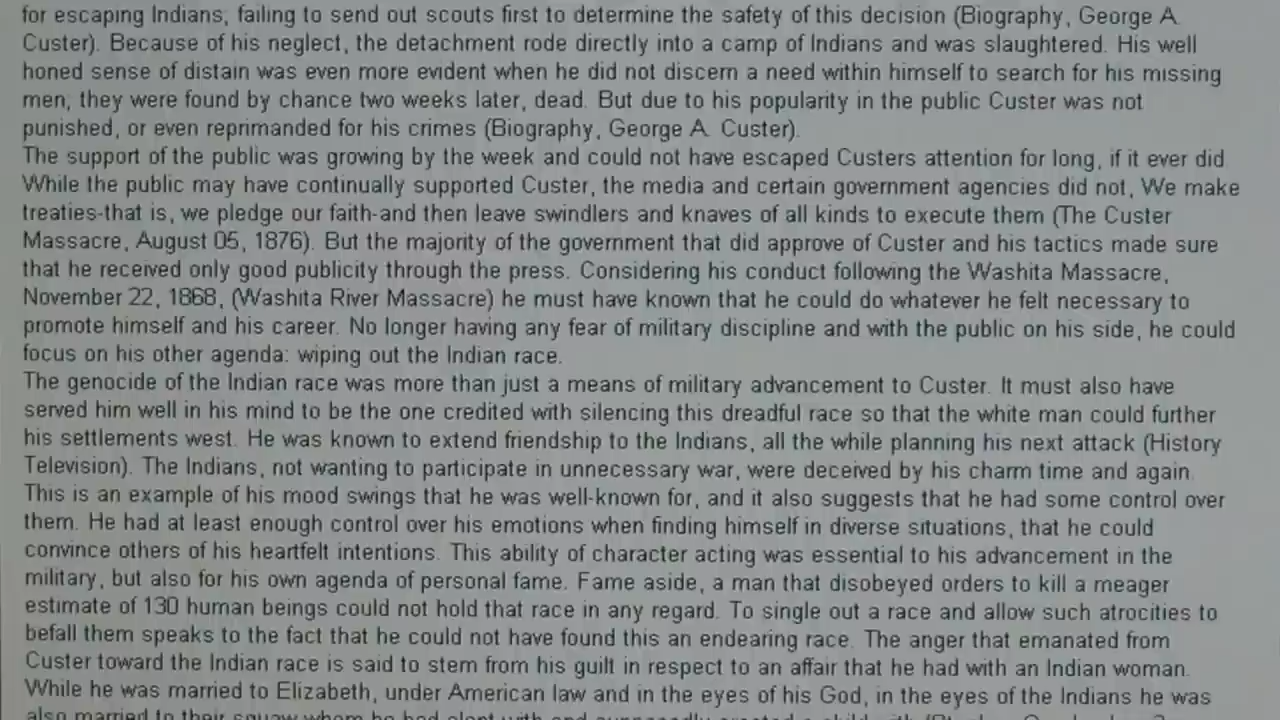 for escaping Indians, failing to send out scouts first to determine the safety of this decision (Biography, George A.
Custer). Because of his neglect, the detachment rode directly into a camp of Indians and was slaughtered. His well
honed sense of distain was even more evident when he did not discern a need within himself to search for his missing
men; they were found by chance two weeks later, dead. But due to his popularity in the public Custer was not
punished, or even reprimanded for his crimes (Biography, George A. Custer).
The support of the public was growing by the week and could not have escaped Custers attention for long, if it ever did.
While the public may have continually supported Custer, the media and certain government agencies did not, We make
treaties-that is, we pledge our faith-and then leave swindlers and knaves of all kinds to execute them (The Custer
Massacre, August 05, 1876). But the majority of the government that did approve of Custer and his tactics made sure
that he received only good publicity through the press. Considering his conduct following the Washita Massacre,
November 22, 1868, (Washita River Massacre) he must have known that he could do whatever he felt necessary to
promote himself and his career. No longer having any fear of military discipline and with the public on his side, he could
focus on his other agenda: wiping out the Indian race.
The genocide of the Indian race was more than just a means of military advancement to Custer. It must also have
served him well in his mind to be the one credited with silencing this dreadful race so that the white man could further
his settlements west. He was known to extend friendship to the Indians, all the while planning his next attack (History
Television). The Indians, not wanting to participate in unnecessary war, were deceived by his charm time and again.
This is an example of his mood swings that he was well-known for, and it also suggests that he had some control over
them. He had at least enough control over his emotions when finding himself in diverse situations, that he could
convince others of his heartfelt intentions. This ability of character acting was essential to his advancement in the
military, but also for his own agenda of personal fame. Fame aside, a man that disobeyed orders to kill a meager
estimate of 130 human beings could not hold that race in any regard. To single out a race and allow such atrocities to
befall them speaks to the fact that he could not have found this an endearing race. The anger that emanated from
Custer toward the Indian race is said to stem from his guilt in respect to an affair that he had with an Indian woman.
While he was married to Elizabeth, under American law and in the eyes of his God, in the eyes of the Indians he was
also married to their squaw whom he had slept with and